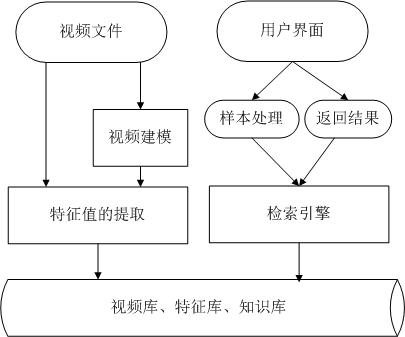 视频文件
用户界面
样本处理
返回结果
视频建模
特征值的提取
检索引擎
视频库、特征库、知识库